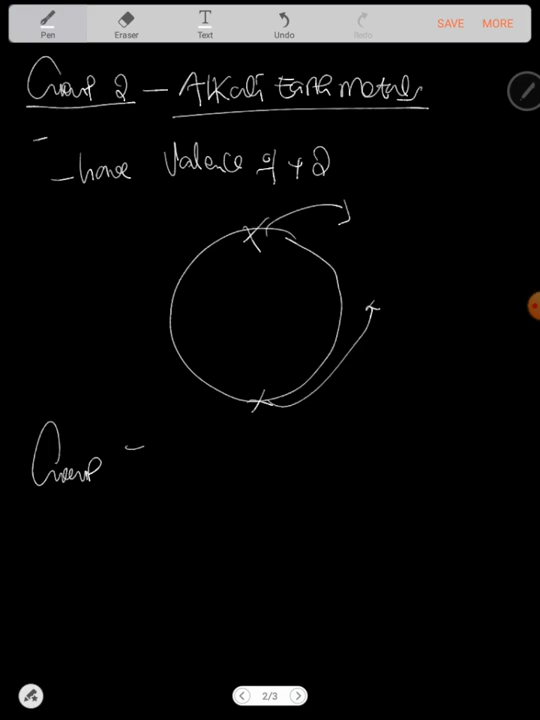 Pen Eraser Text Undo Redo SAVE MORE
Group 2 - Alkali Earth Metals
- have Valence of +2
Group -
2/3